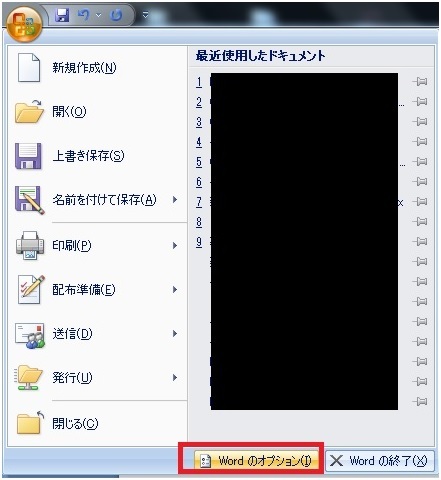 最近使用したドキュメント
新規作成(N)
開く(O)
上書き保存(S)
名前を付けて保存(A)
印刷(P)
配布準備(E)
送信(D)
発行(U)
閉じる(C)
1
2 ...
3
4
5 ...
6
7 x
8
9
Word のオプション(I)
Word の終了(X)